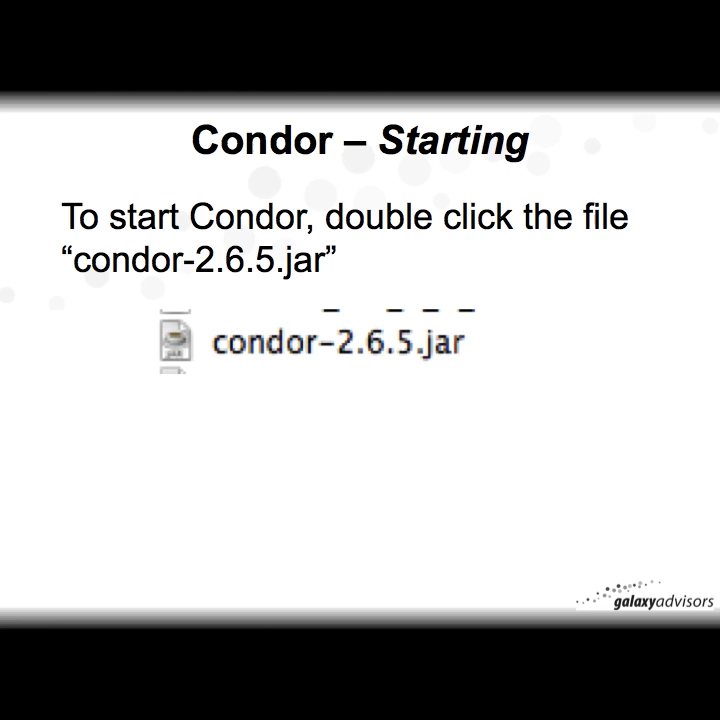 Condor – Starting
To start Condor, double click the file
“condor-2.6.5.jar”
condor-2.6.5.jar
galaxyadvisors